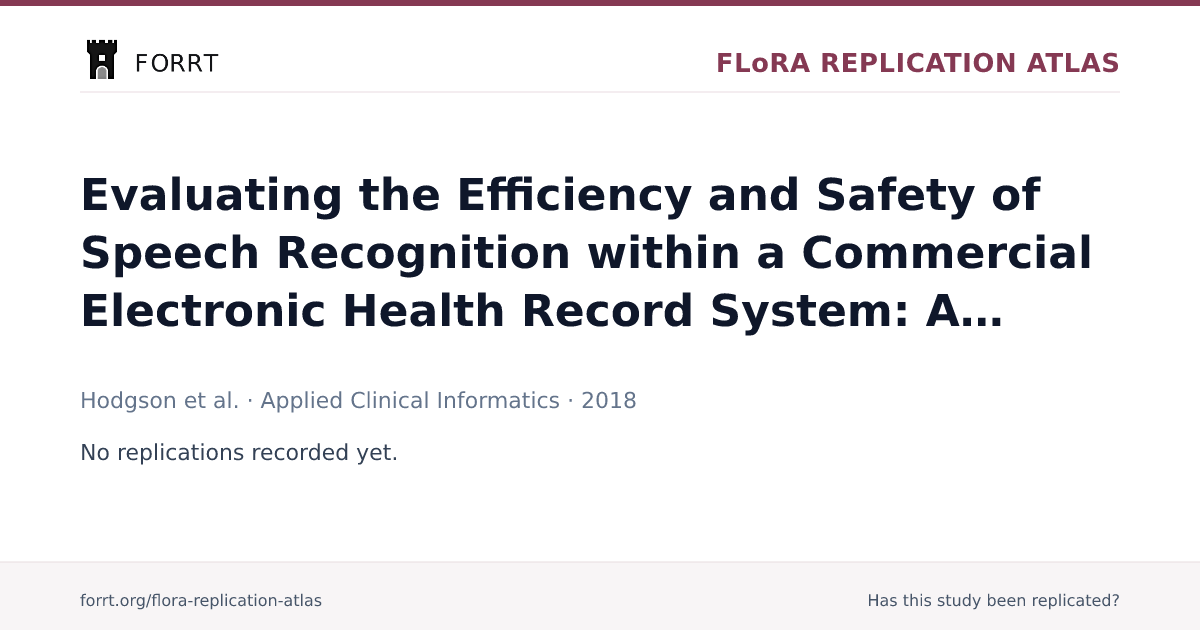 FORRT
FLoRA REPLICATION ATLAS
Evaluating the Efficiency and Safety of
Speech Recognition within a Commercial
Electronic Health Record System: A…
Hodgson et al. · Applied Clinical Informatics · 2018
No replications recorded yet.
forrt.org/flora-replication-atlas
Has this study been replicated?